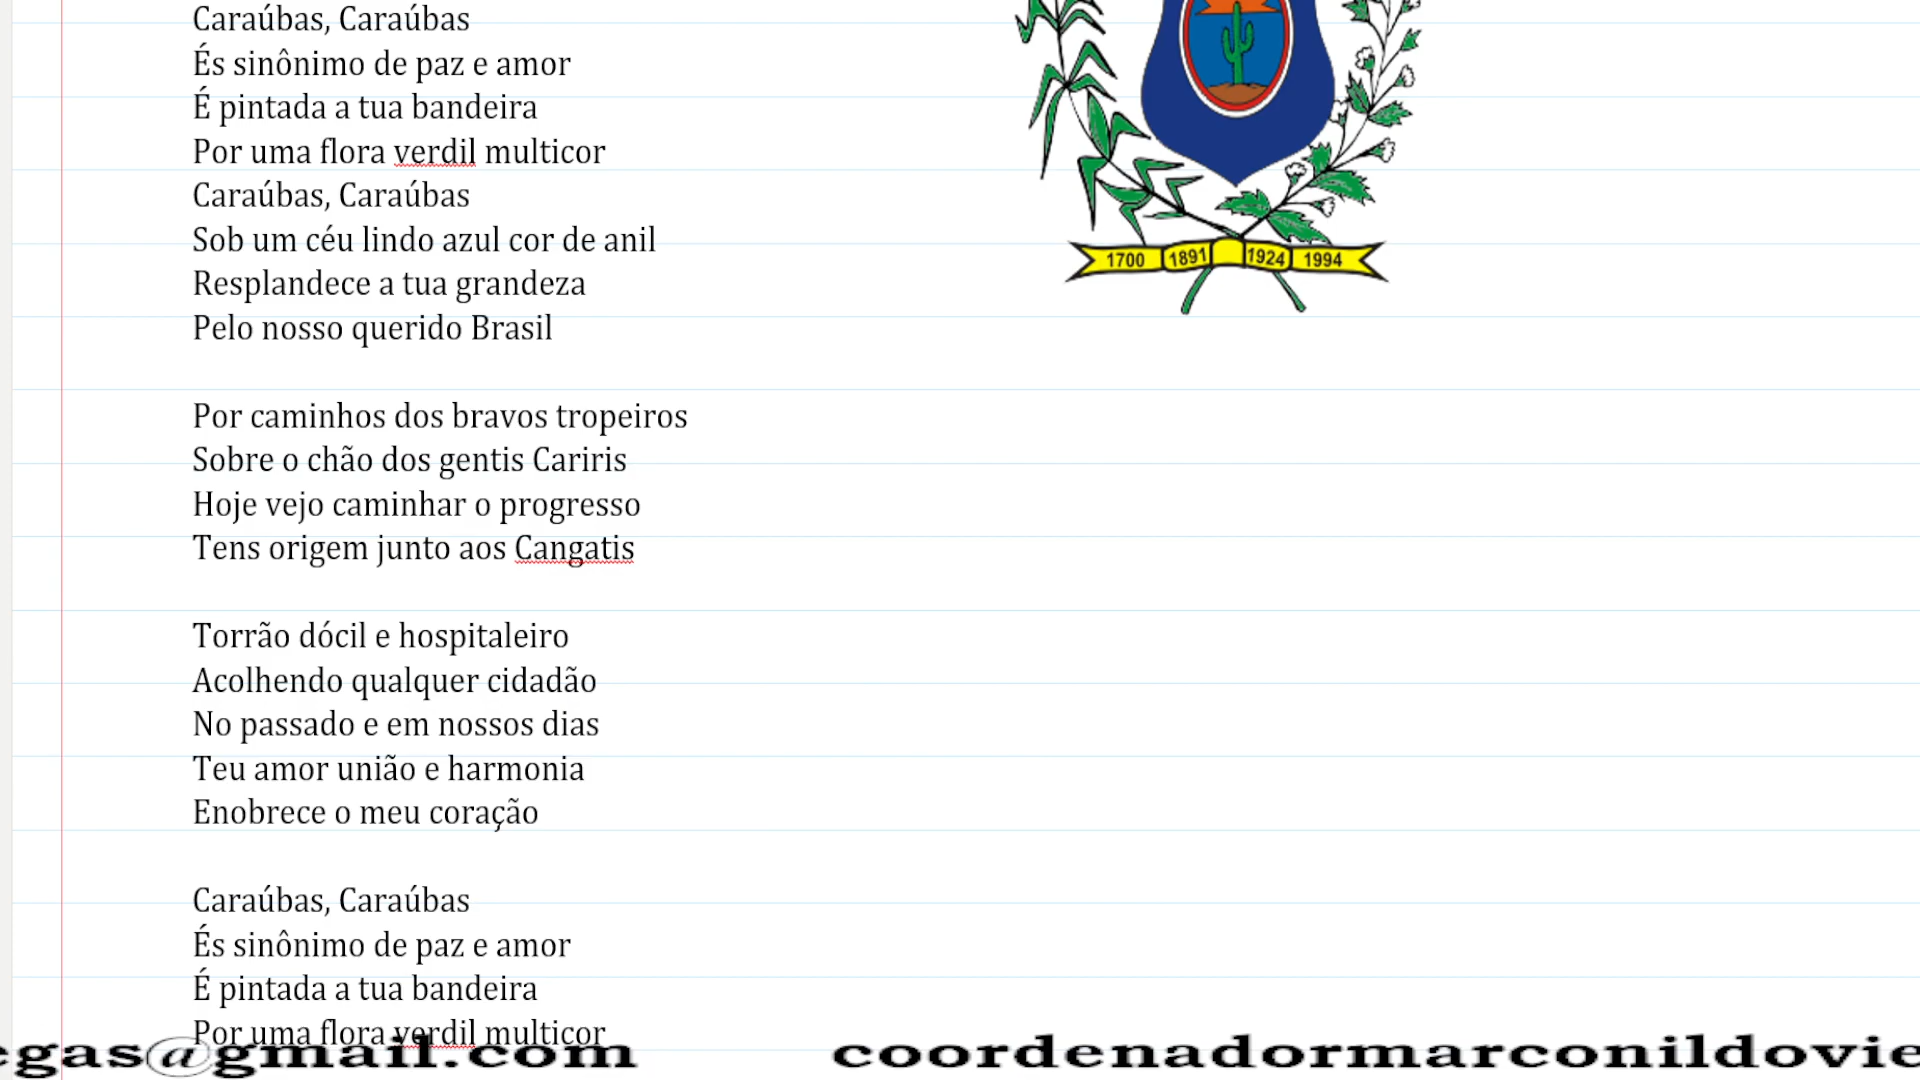 Caraúbas, Caraúbas
És sinônimo de paz e amor
É pintada a tua bandeira
Por uma flora verdil multicor
Caraúbas, Caraúbas
Sob um céu lindo azul cor de anil
Resplandece a tua grandeza
Pelo nosso querido Brasil
1700 1891 1924 1994
Por caminhos dos bravos tropeiros
Sobre o chão dos gentis Cariris
Hoje vejo caminhar o progresso
Tens origem junto aos Cangatis
Torrão dócil e hospitaleiro
Acolhendo qualquer cidadão
No passado e em nossos dias
Teu amor união e harmonia
Enobrece o meu coração
Caraúbas, Caraúbas
És sinônimo de paz e amor
É pintada a tua bandeira
Por uma flora verdil multicor
egas@gmail.com coordenadormarconildovie